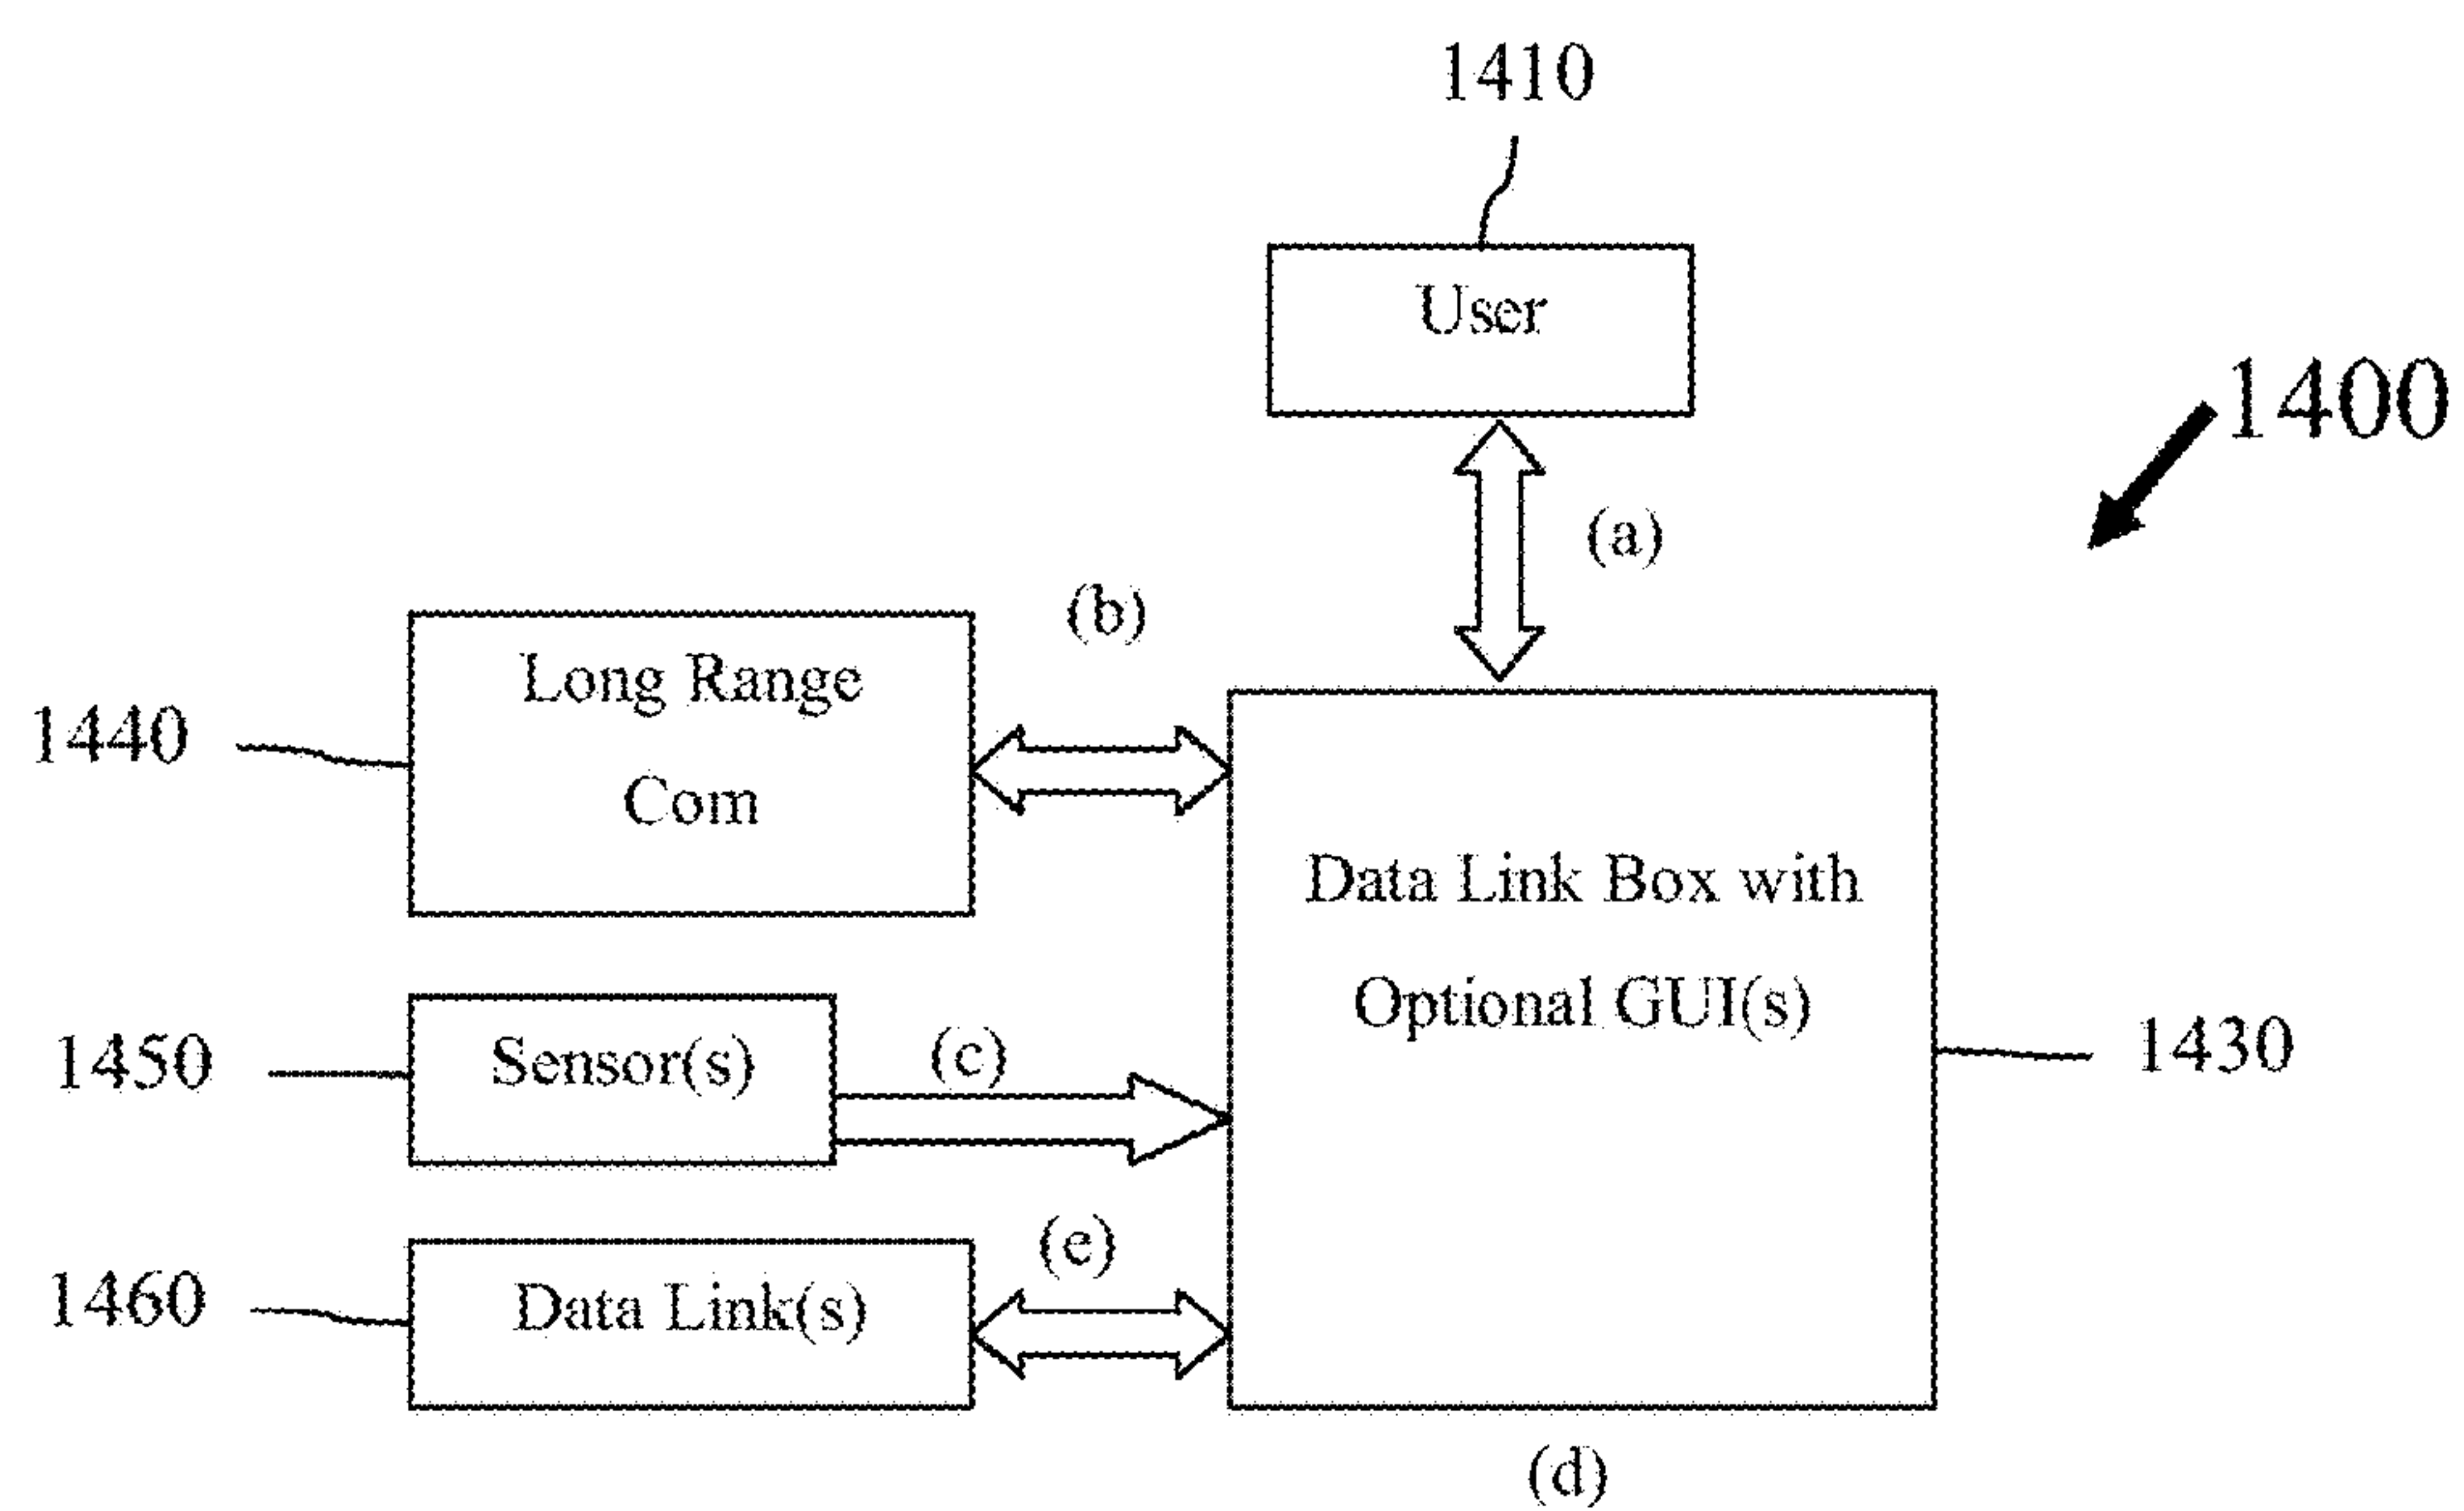 1410
User
1400
(a)
(b)
Long Range
Com
1440
Data Link Box with
Optional GUI(s)
1450
Sensor(s)
(c)
1430
1460
Data Link(s)
(e)
(d)